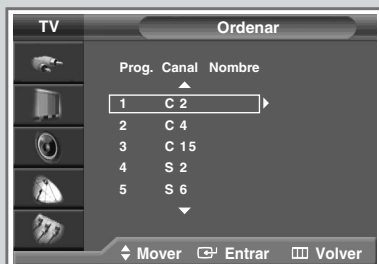 TV Ordenar
Prog. Canal Nombre
1 C 2
2 C 4
3 C 15
4 S 2
5 S 6
Mover Entrar Volver